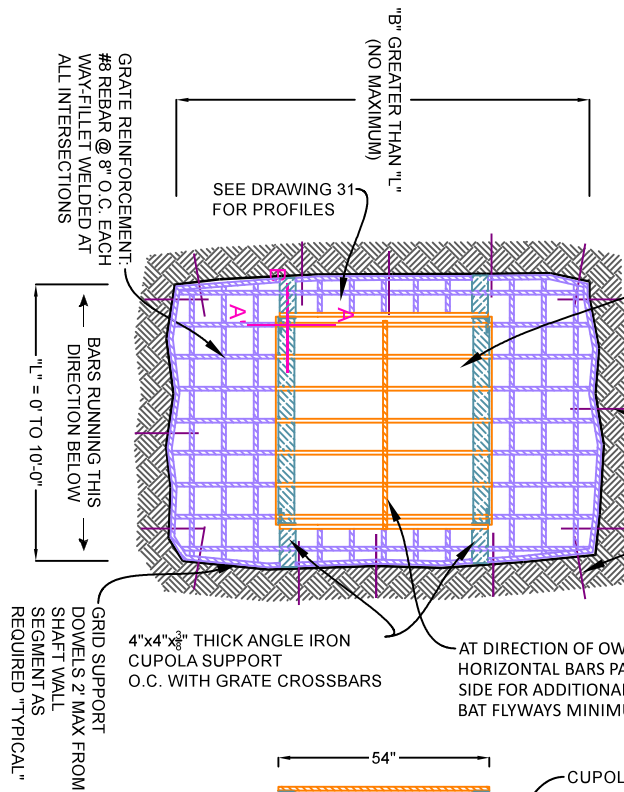 "B" GREATER THAN "L"
(NO MAXIMUM)
GRATE REINFORCEMENT:
#8 REBAR @ 8" O.C. EACH
WAY-FILLET WELDED AT
ALL INTERSECTIONS
SEE DRAWING 31
FOR PROFILES
B
A'
A
BARS RUNNING THIS
DIRECTION BELOW
"L" = 0' TO 10'-0"
GRID SUPPORT
DOWELS 2' MAX FROM
SHAFT WALL
SEGMENT AS
REQUIRED "TYPICAL"
4"x4"x3/8" THICK ANGLE IRON
CUPOLA SUPPORT
O.C. WITH GRATE CROSSBARS
AT DIRECTION OF OW
HORIZONTAL BARS PA
SIDE FOR ADDITIONAL
BAT FLYWAYS MINIMU
54"
CUPOL